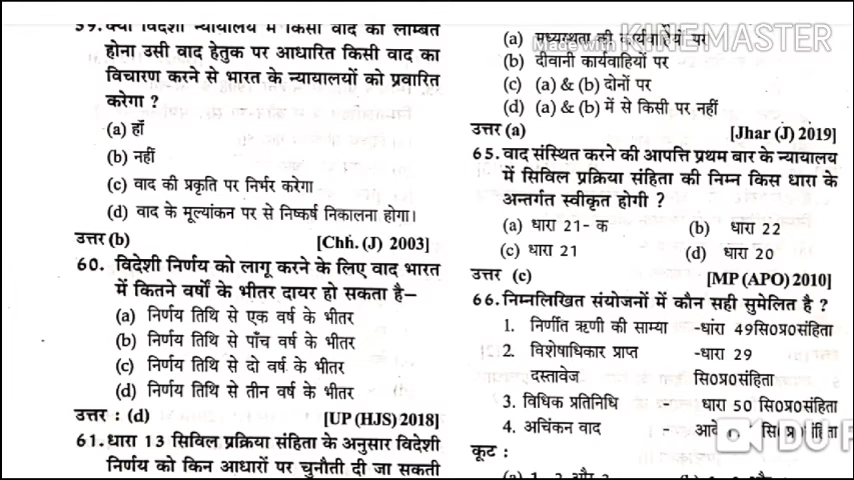 59. क्या विदेशी न्यायालय में किसी वाद का लम्बित
होना उसी वाद हेतुक पर आधारित किसी वाद का
विचारण करने से भारत के न्यायालयों को प्रवारित
करेगा ?
(a) हाँ
(b) नहीं
(c) वाद की प्रकृति पर निर्भर करेगा
(d) वाद के मूल्यांकन पर से निष्कर्ष निकालना होगा।
उत्तर (b) [Chh. (J) 2003]
60. विदेशी निर्णय को लागू करने के लिए वाद भारत
में कितने वर्षों के भीतर दायर हो सकता है–
(a) निर्णय तिथि से एक वर्ष के भीतर
(b) निर्णय तिथि से पाँच वर्ष के भीतर
(c) निर्णय तिथि से दो वर्ष के भीतर
(d) निर्णय तिथि से तीन वर्ष के भीतर
उत्तर : (d) [UP (HJS) 2018]
61. धारा 13 सिविल प्रक्रिया संहिता के अनुसार विदेशी
निर्णय को किन आधारों पर चुनौती दी जा सकती
(a) मध्यस्थता की कार्यवाहियों पर
Made with KINEMASTER
(b) दीवानी कार्यवाहियों पर
(c) (a) & (b) दोनों पर
(d) (a) & (b) में से किसी पर नहीं
उत्तर (a) [Jhar (J) 2019]
65. वाद संस्थित करने की आपत्ति प्रथम बार के न्यायालय
में सिविल प्रक्रिया संहिता की निम्न किस धारा के
अन्तर्गत स्वीकृत होगी ?
(a) धारा 21- क (b) धारा 22
(c) धारा 21 (d) धारा 20
उत्तर (c) [MP (APO) 2010]
66. निम्नलिखित संयोजनों में कौन सही सुमेलित है ?
1. निर्णीत ऋणी की साम्या -धारा 49सि0प्र0संहिता
2. विशेषाधिकार प्राप्त -धारा 29
दस्तावेज सि0प्र0संहिता
3. विधिक प्रतिनिधि - धारा 50 सि0प्र0संहिता
4. अचिंकन वाद - सि0प्र0संहिता
कूट :